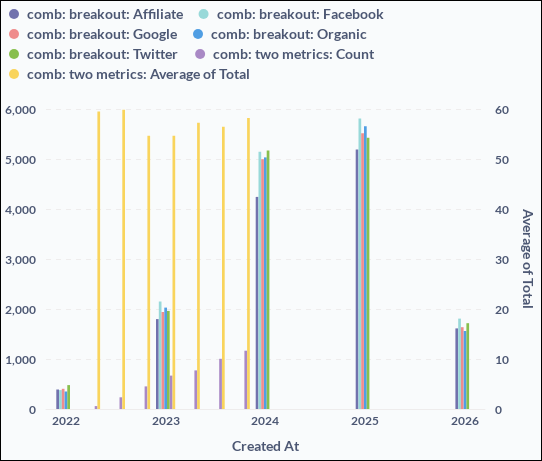 comb: breakout: Affiliate comb: breakout: Facebook
comb: breakout: Google comb: breakout: Organic
comb: breakout: Twitter comb: two metrics: Count
comb: two metrics: Average of Total
6,000 60
5,000 50
4,000 40
3,000 30
2,000 20
1,000 10
0 0
Average of Total
2022 2023 2024 2025 2026
Created At